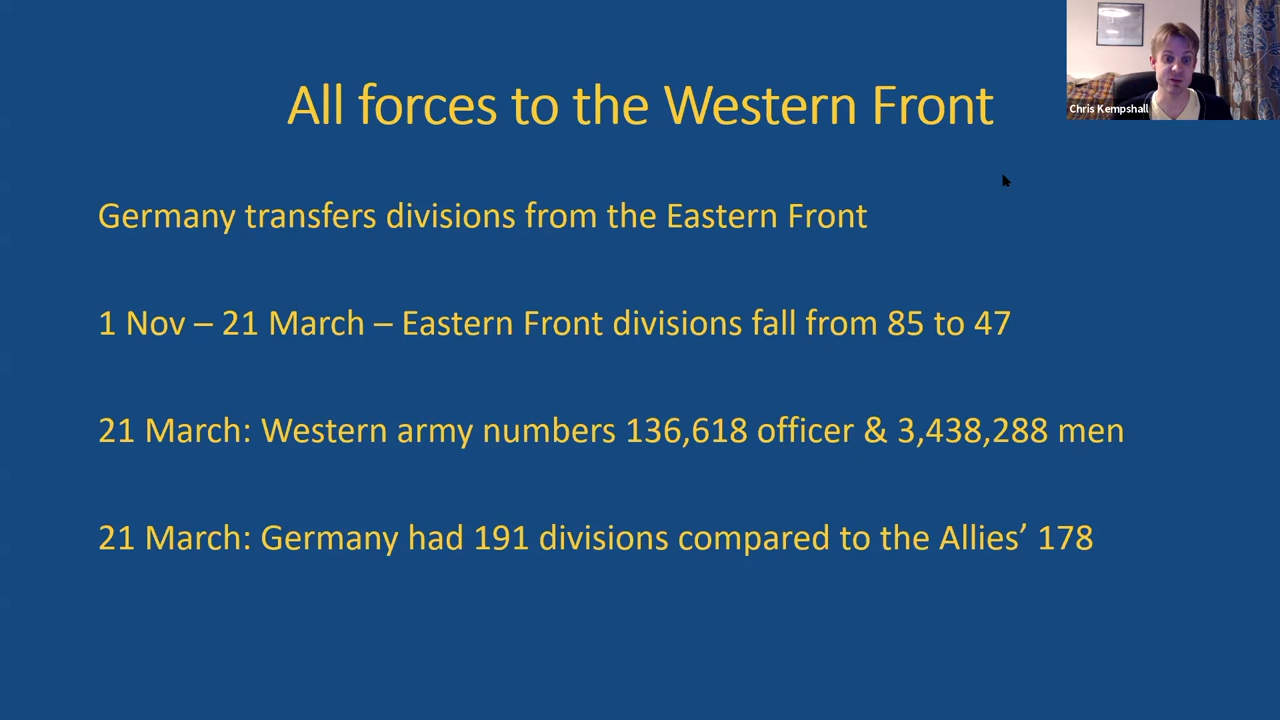 All forces to the Western Front
Chris Kempshall
Germany transfers divisions from the Eastern Front
1 Nov – 21 March – Eastern Front divisions fall from 85 to 47
21 March: Western army numbers 136,618 officer & 3,438,288 men
21 March: Germany had 191 divisions compared to the Allies’ 178